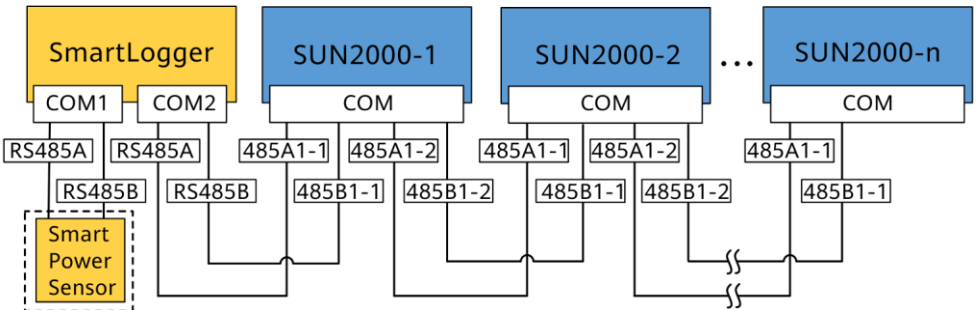 SmartLogger
SUN2000-1
SUN2000-2
...
SUN2000-n
COM1
COM2
COM
COM
COM
RS485A
RS485A
485A1-1
485A1-2
485A1-1
485A1-2
485A1-1
RS485B
RS485B
485B1-1
485B1-2
485B1-1
485B1-2
485B1-1
Smart
Power
Sensor